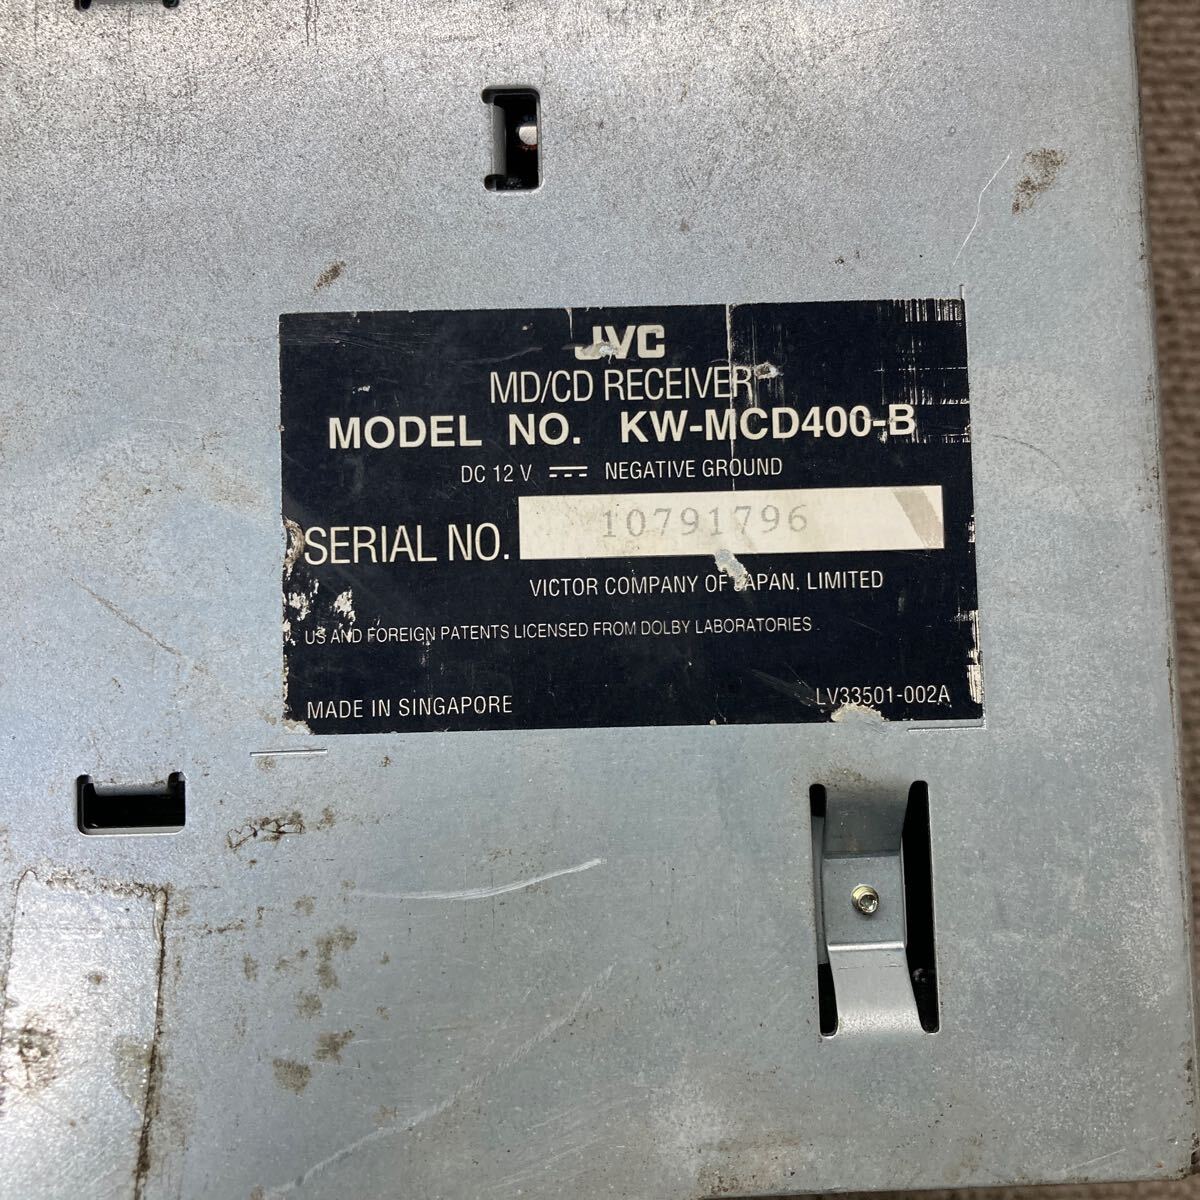 JVC
MD/CD RECEIVER
MODEL NO. KW-MCD400-B
DC 12 V ⎓ NEGATIVE GROUND
SERIAL NO. 10791796
VICTOR COMPANY OF JAPAN, LIMITED
US AND FOREIGN PATENTS LICENSED FROM DOLBY LABORATORIES
MADE IN SINGAPORE LV33501-002A